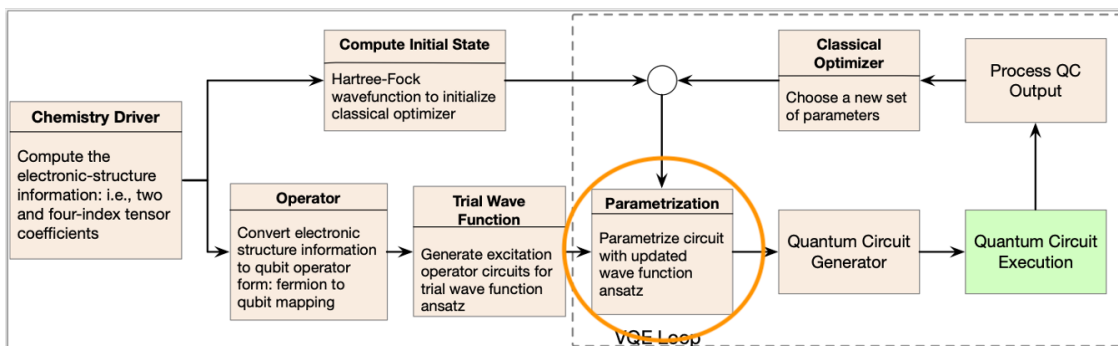 Compute Initial State
Hartree-Fock
wavefunction to initialize
classical optimizer
Classical
Optimizer
Choose a new set
of parameters
Process QC
Output
Chemistry Driver
Compute the
electronic-structure
information: i.e., two
and four-index tensor
coefficients
Operator
Convert electronic
structure information
to qubit operator
form: fermion to
qubit mapping
Trial Wave
Function
Generate excitation
operator circuits for
trial wave function
ansatz
Parametrization
Parametrize circuit
with updated
wave function
ansatz
Quantum Circuit
Generator
Quantum Circuit
Execution
VQE Loop